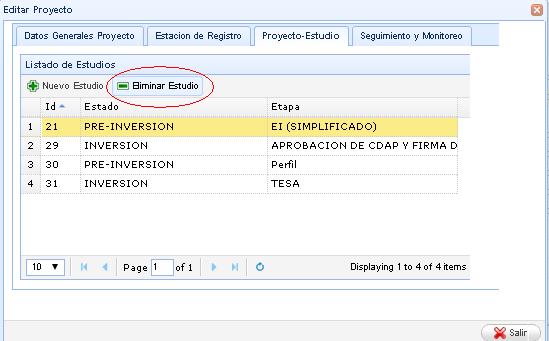 Editar Proyecto
Datos Generales Proyecto Estacion de Registro Proyecto-Estudio Seguimiento y Monitoreo
Listado de Estudios
Nuevo Estudio Eliminar Estudio
Id Estado Etapa
1 21 PRE-INVERSION EI (SIMPLIFICADO)
2 29 INVERSION APROBACION DE CDAP Y FIRMA D
3 30 PRE-INVERSION Perfil
4 31 INVERSION TESA
10 Page 1 of 1 Displaying 1 to 4 of 4 items
Salir